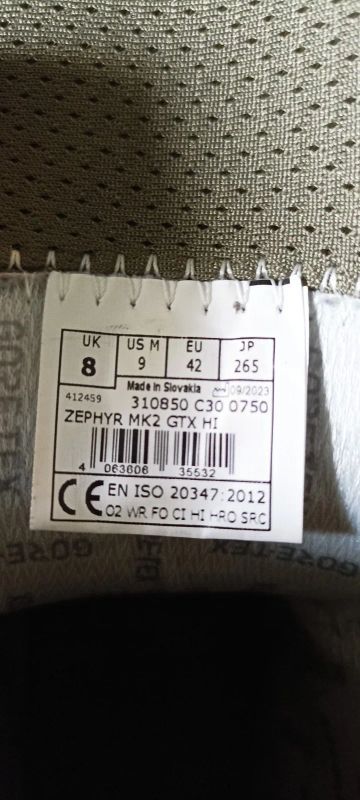 UK US M EU JP
8 9 42 265
Made in Slovakia 09/2023
412459 310850 C30 0750
ZEPHYR MK2 GTX HI
4 063606 35532
CE EN ISO 20347:2012
O2 WR FO CI HI HRO SRC
GORE-TEX
GORE-TEX